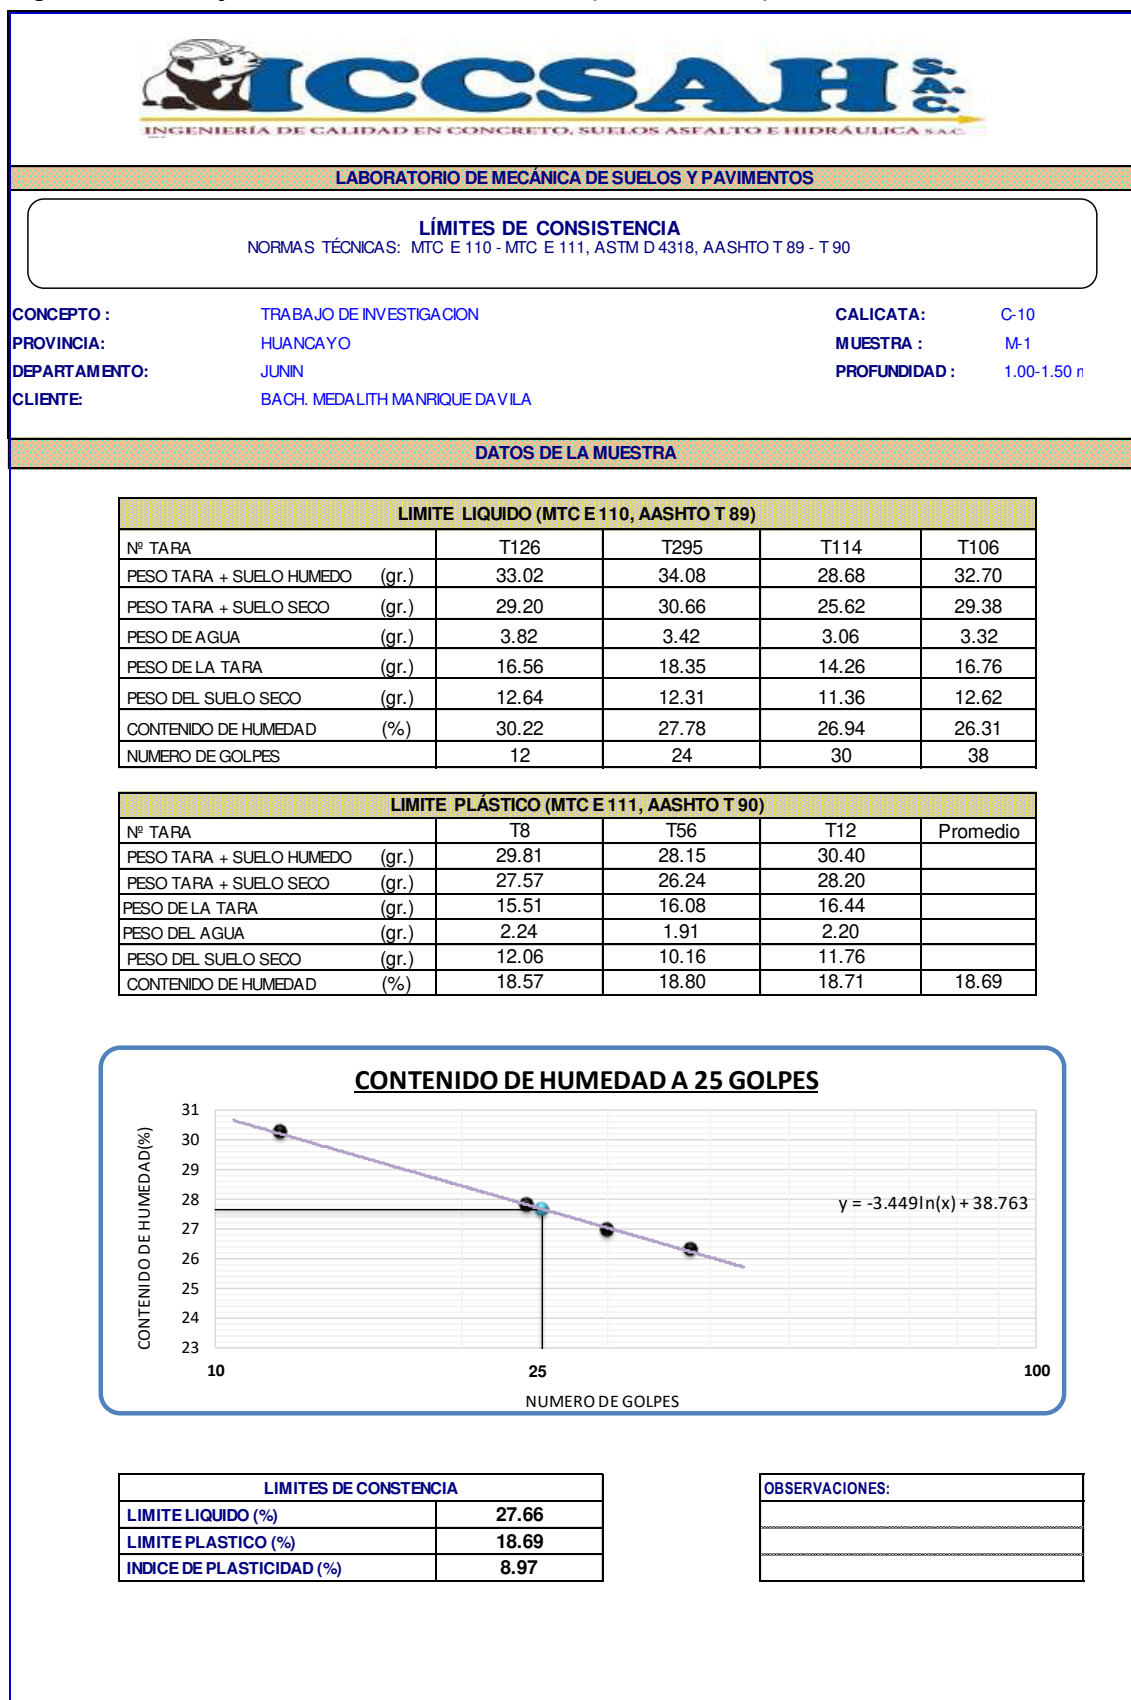 ICCSAH S.A.C.
INGENIERÍA DE CALIDAD EN CONCRETO, SUELOS ASFALTO E HIDRÁULICA S.A.C.
LABORATORIO DE MECÁNICA DE SUELOS Y PAVIMENTOS
LÍMITES DE CONSISTENCIA
NORMAS TÉCNICAS: MTC E 110 - MTC E 111, ASTM D 4318, AASHTO T 89 - T 90
CONCEPTO : TRABAJO DE INVESTIGACION CALICATA: C-10
PROVINCIA: HUANCAYO MUESTRA : M-1
DEPARTAMENTO: JUNIN PROFUNDIDAD : 1.00-1.50
CLIENTE: BACH. MEDALITH MANRIQUE DAVILA
DATOS DE LA MUESTRA
LIMITE LIQUIDO (MTC E 110, AASHTO T 89)
Nº TARA T126 T295 T114 T106
PESO TARA + SUELO HUMEDO (gr.) 33.02 34.08 28.68 32.70
PESO TARA + SUELO SECO (gr.) 29.20 30.66 25.62 29.38
PESO DE AGUA (gr.) 3.82 3.42 3.06 3.32
PESO DE LA TARA (gr.) 16.56 18.35 14.26 16.76
PESO DEL SUELO SECO (gr.) 12.64 12.31 11.36 12.62
CONTENIDO DE HUMEDAD (%) 30.22 27.78 26.94 26.31
NUMERO DE GOLPES 12 24 30 38
LIMITE PLÁSTICO (MTC E 111, AASHTO T 90)
Nº TARA T8 T56 T12 Promedio
PESO TARA + SUELO HUMEDO (gr.) 29.81 28.15 30.40
PESO TARA + SUELO SECO (gr.) 27.57 26.24 28.20
PESO DE LA TARA (gr.) 15.51 16.08 16.44
PESO DEL AGUA (gr.) 2.24 1.91 2.20
PESO DEL SUELO SECO (gr.) 12.06 10.16 11.76
CONTENIDO DE HUMEDAD (%) 18.57 18.80 18.71 18.69
CONTENIDO DE HUMEDAD A 25 GOLPES
CONTENIDO DE HUMEDAD(%)
31
30
29
28
27
26
25
24
23
y = -3.449ln(x) + 38.763
10 25 100
NUMERO DE GOLPES
LIMITES DE CONSTENCIA
LIMITE LIQUIDO (%) 27.66
LIMITE PLASTICO (%) 18.69
INDICE DE PLASTICIDAD (%) 8.97
OBSERVACIONES: